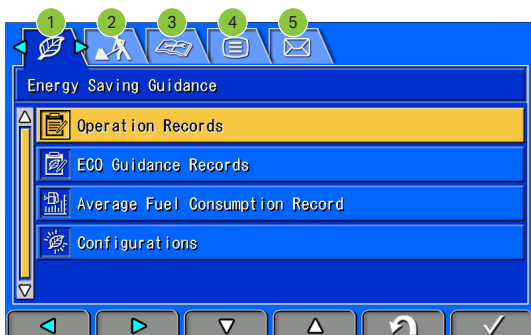 1 2 3 4 5
Energy Saving Guidance
Operation Records
ECO Guidance Records
Average Fuel Consumption Record
Configurations